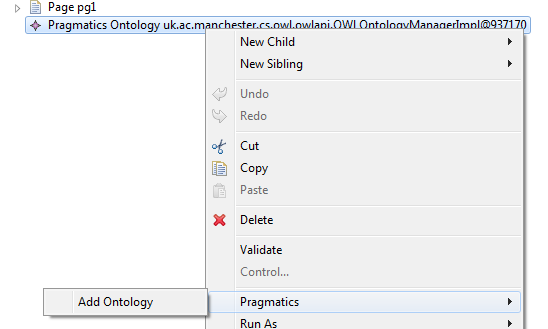 Page pg1
Pragmatics Ontology uk.ac.manchester.cs.owl.owlapi.OWLOntologyManagerImpl@937170
New Child
New Sibling
Undo
Redo
Cut
Copy
Paste
Delete
Validate
Control...
Add Ontology
Pragmatics
Run As